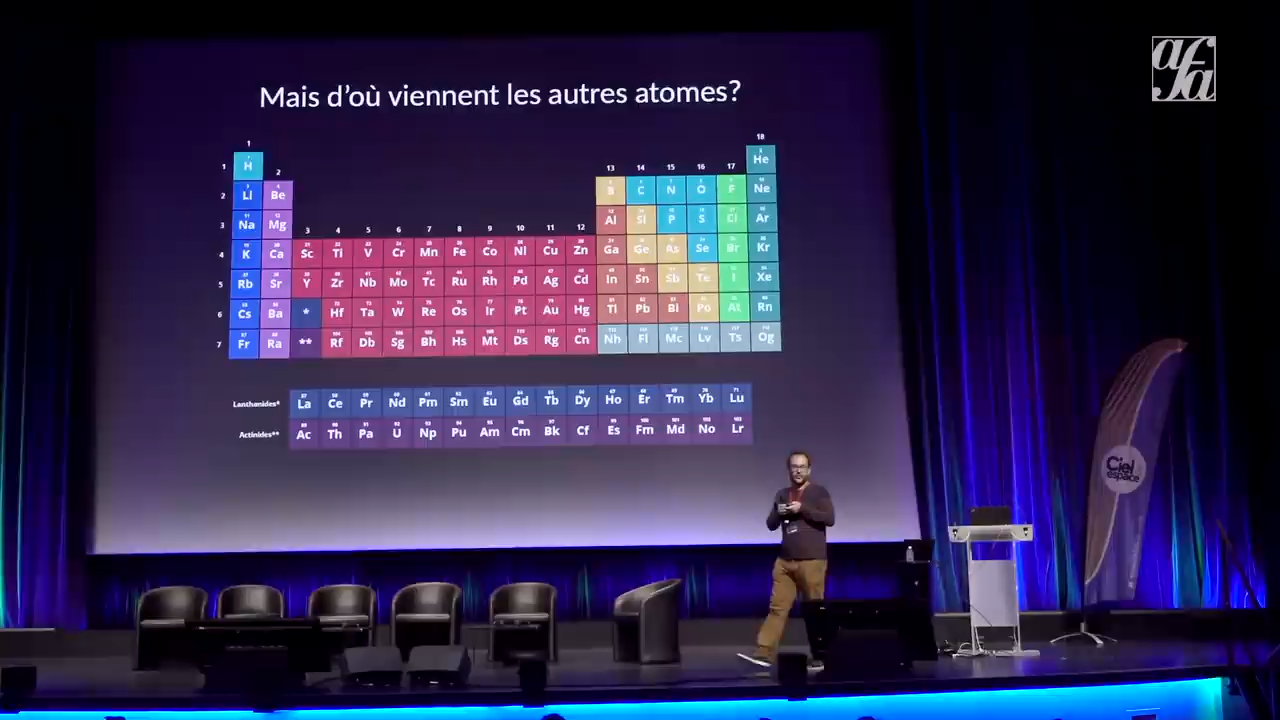 afa
Mais d'où viennent les autres atomes?
1 18
1 H 2 13 14 15 16 17 He
2 Li Be B C N O F Ne
3 Na Mg 3 4 5 6 7 8 9 10 11 12 Al Si P S Cl Ar
4 K Ca Sc Ti V Cr Mn Fe Co Ni Cu Zn Ga Ge As Se Br Kr
5 Rb Sr Y Zr Nb Mo Tc Ru Rh Pd Ag Cd In Sn Sb Te I Xe
6 Cs Ba * Hf Ta W Re Os Ir Pt Au Hg Tl Pb Bi Po At Rn
7 Fr Ra ** Rf Db Sg Bh Hs Mt Ds Rg Cn Nh Fl Mc Lv Ts Og
Lanthanides* La Ce Pr Nd Pm Sm Eu Gd Tb Dy Ho Er Tm Yb Lu
Actinides** Ac Th Pa U Np Pu Am Cm Bk Cf Es Fm Md No Lr
Ciel
espace